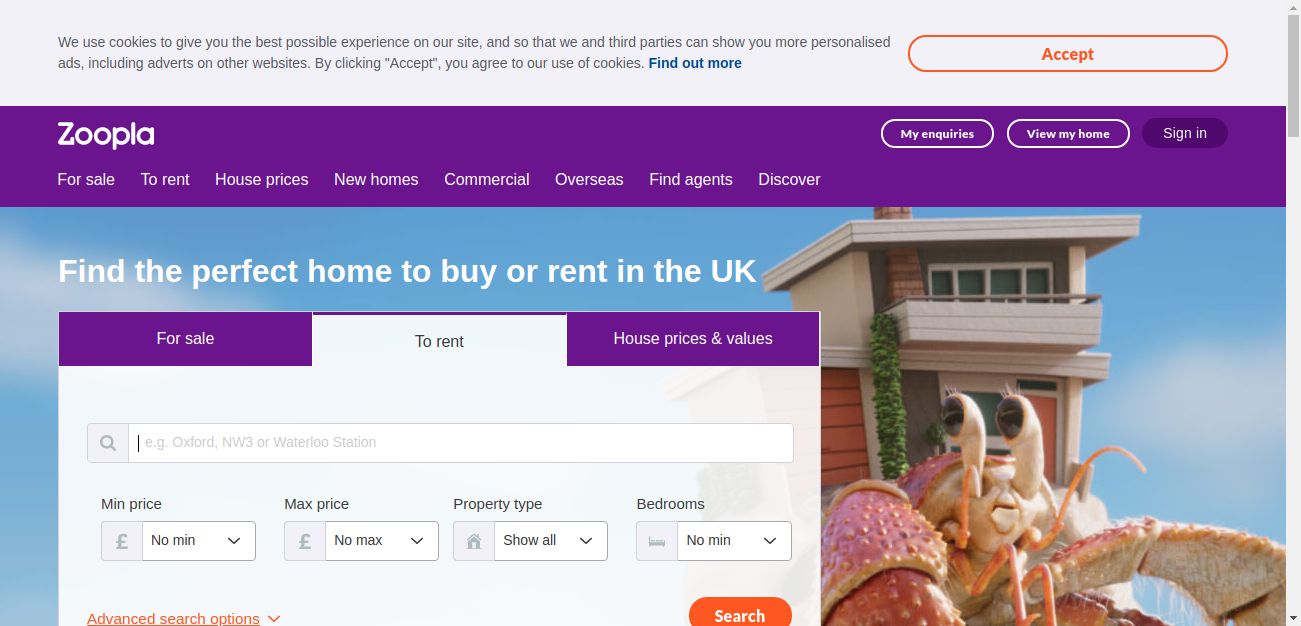 We use cookies to give you the best possible experience on our site, and so that we and third parties can show you more personalised
ads, including adverts on other websites. By clicking "Accept", you agree to our use of cookies. Find out more
Accept
Zoopla
My enquiries
View my home
Sign in
For sale
To rent
House prices
New homes
Commercial
Overseas
Find agents
Discover
Find the perfect home to buy or rent in the UK
For sale
To rent
House prices & values
e.g. Oxford, NW3 or Waterloo Station
Min price
Max price
Property type
Bedrooms
£ No min
£ No max
Show all
No min
Advanced search options
Search